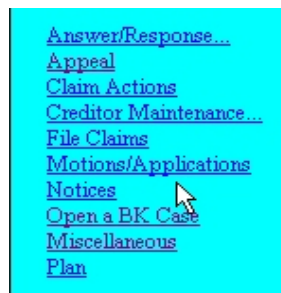 Answer/Response...
Appeal
Claim Actions
Creditor Maintenance...
File Claims
Motions/Applications
Notices
Open a BK Case
Miscellaneous
Plan